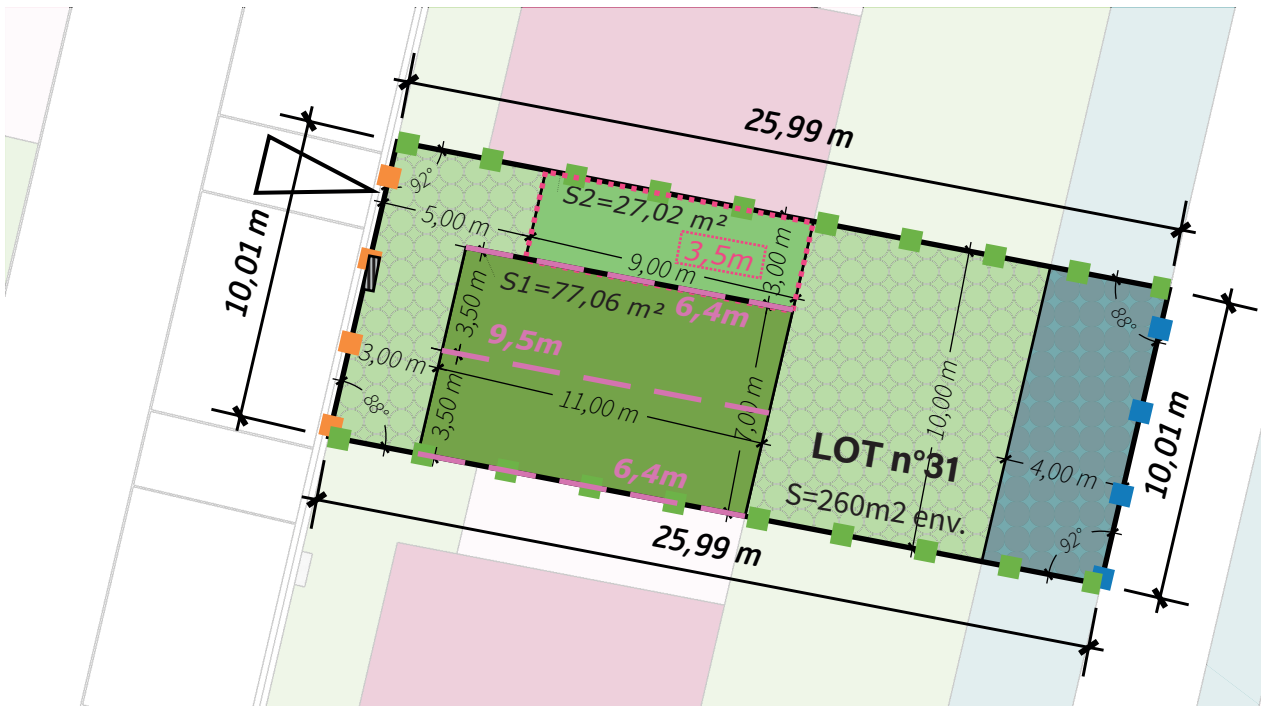 25,99 m
92°
S2=27,02 m²
5,00 m
3,5m
3,00 m
9,00 m
10,01 m
S1=77,06 m²
6,4m
3,50 m
88°
9,5m
3,00 m
11,00 m
3,50 m
7,00 m
10,00 m
88°
LOT n°31
S=260m2 env.
4,00 m
10,01 m
92°
6,4m
25,99 m